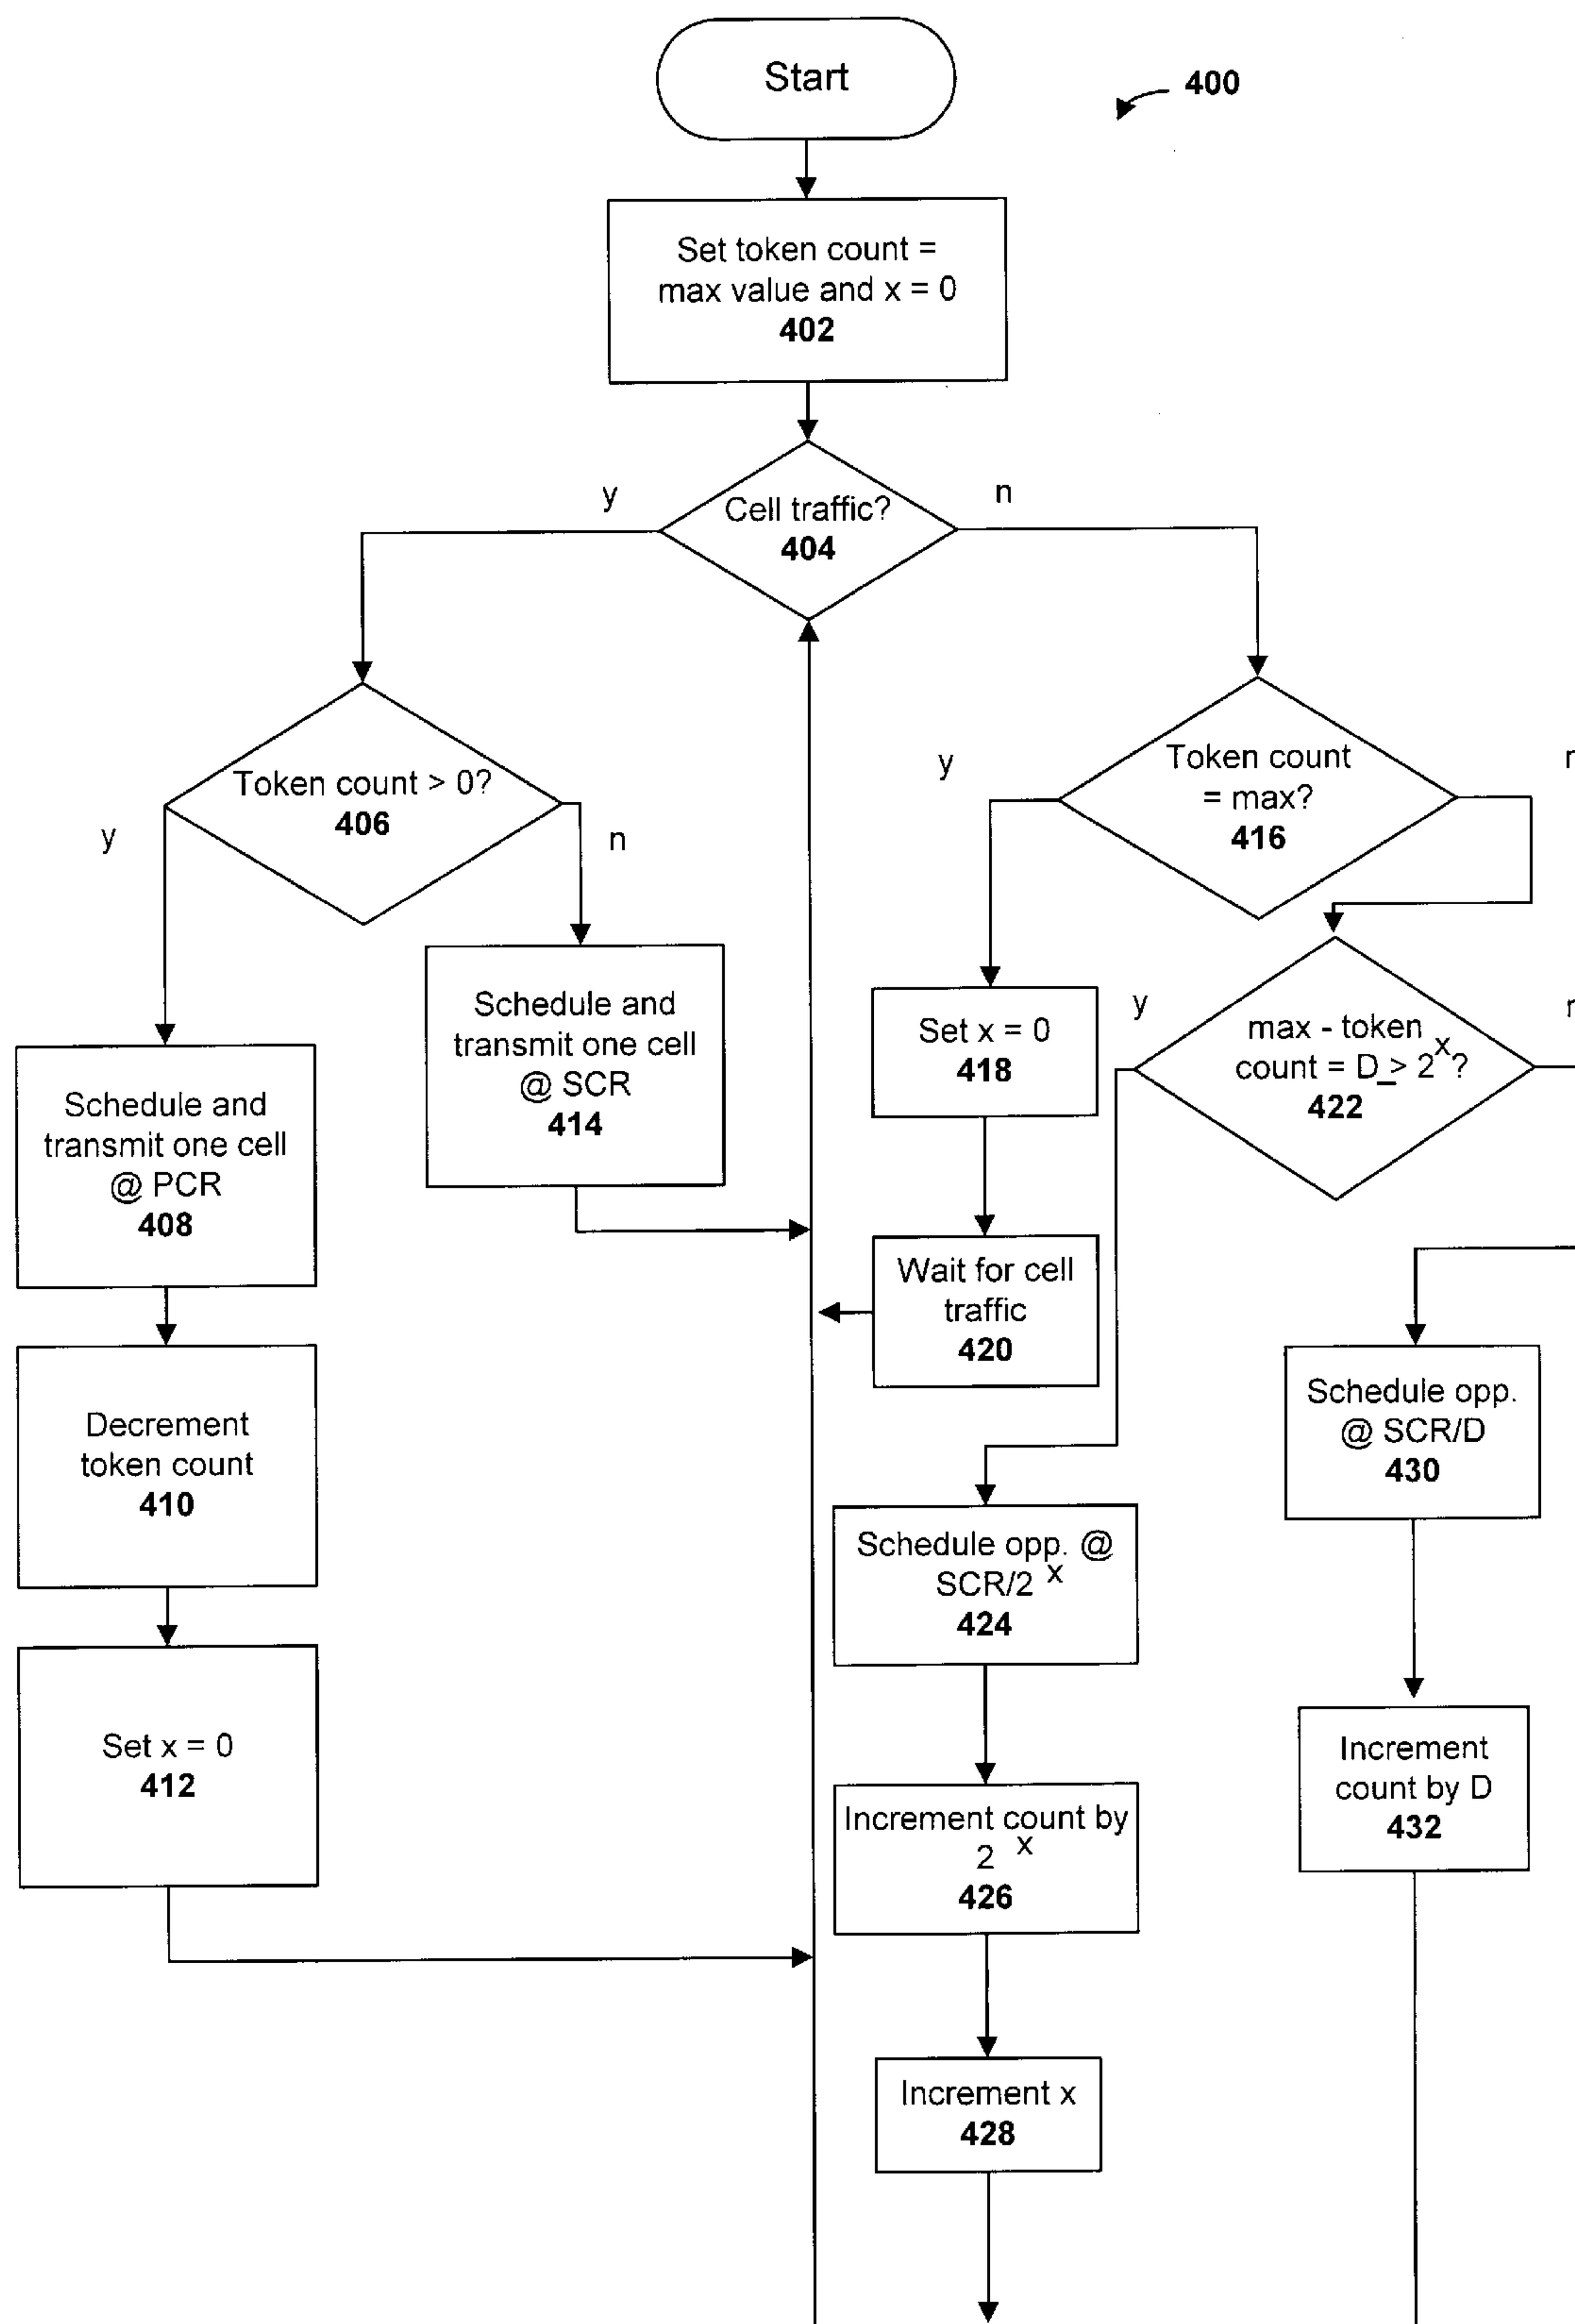 Start
400
Set token count =
max value and x = 0
402
y
Cell traffic?
404
n
Token count > 0?
406
y
n
Token count
= max?
416
y
Schedule and
transmit one cell
@ SCR
414
Set x = 0
418
y
max - token
count = D > 2^x?
422
Schedule and
transmit one cell
@ PCR
408
Wait for cell
traffic
420
Decrement
token count
410
Schedule opp.
@ SCR/D
430
Schedule opp. @
SCR/2 x
424
Set x = 0
412
Increment
count by D
432
Increment count by
2 x
426
Increment x
428